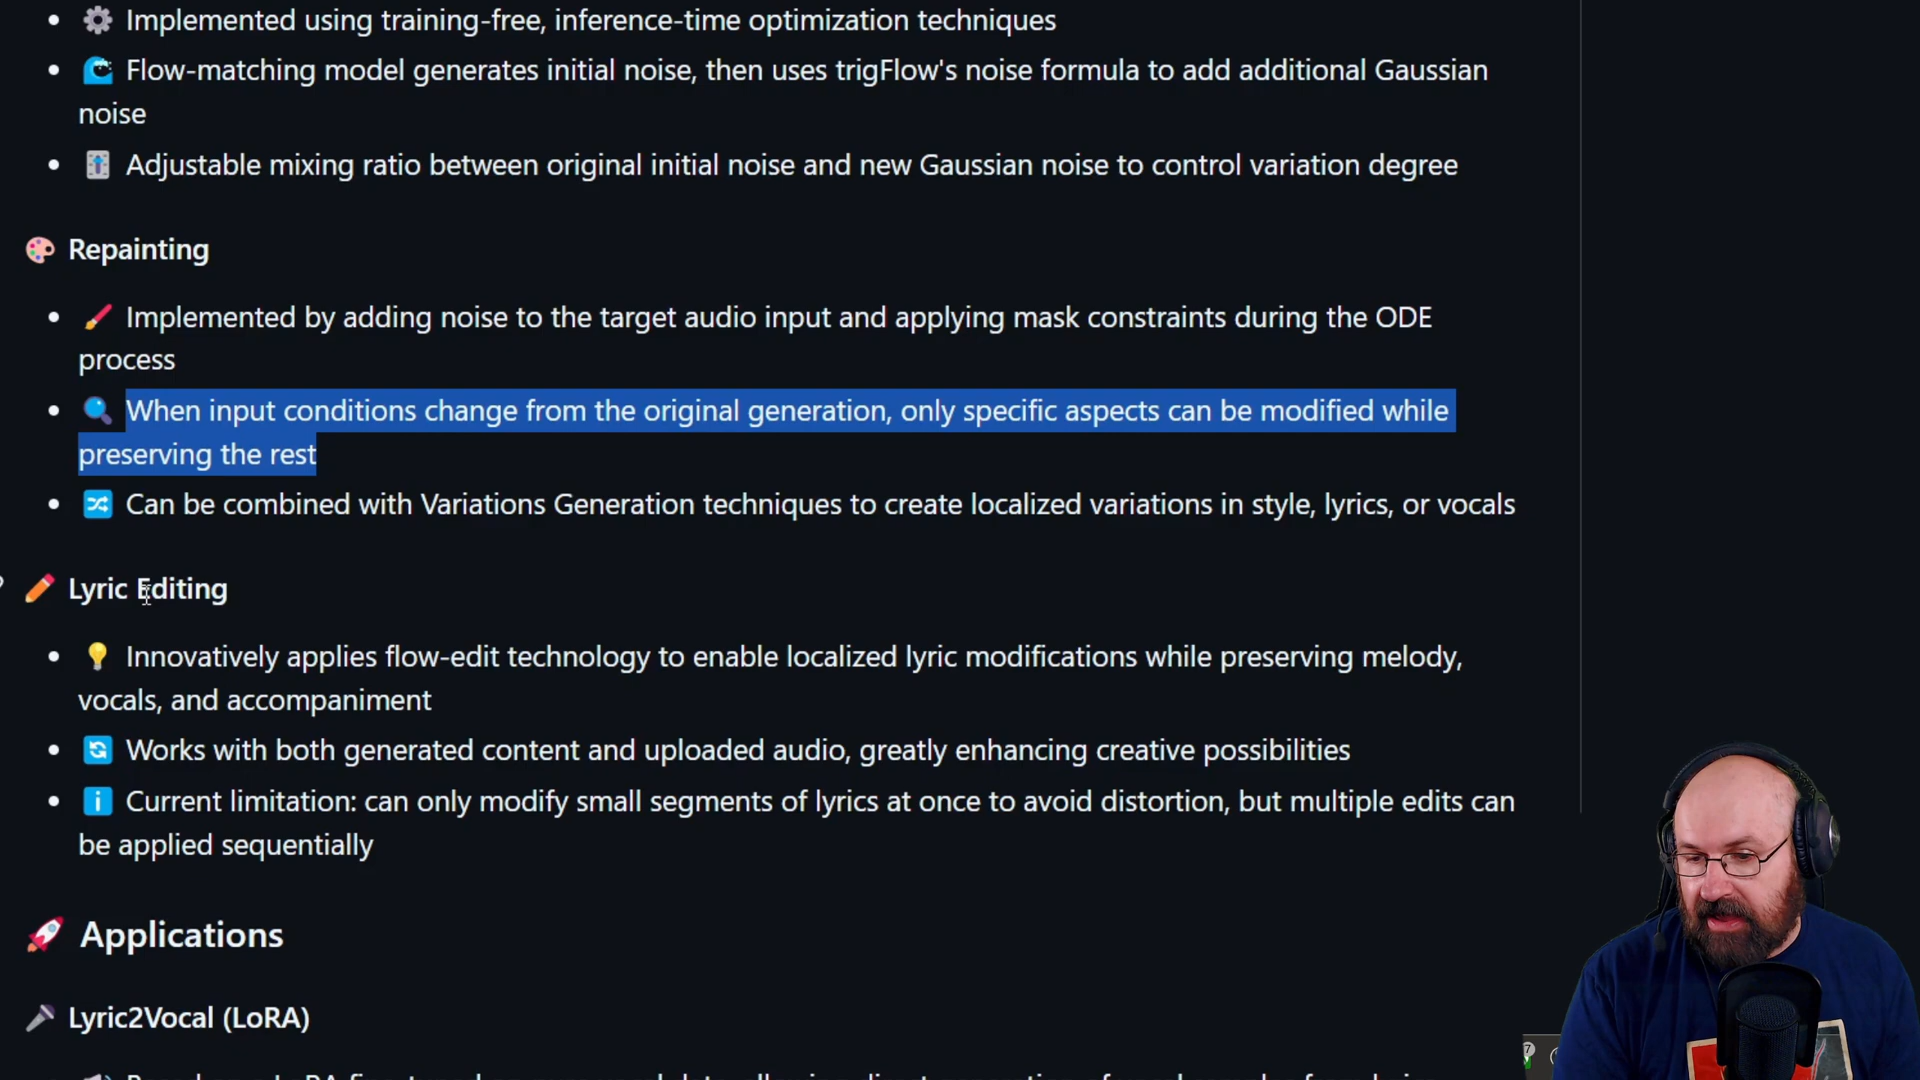 Implemented using training-free, inference-time optimization techniques
Flow-matching model generates initial noise, then uses trigFlow's noise formula to add additional Gaussian
noise
Adjustable mixing ratio between original initial noise and new Gaussian noise to control variation degree
Repainting
Implemented by adding noise to the target audio input and applying mask constraints during the ODE
process
When input conditions change from the original generation, only specific aspects can be modified while
preserving the rest
Can be combined with Variations Generation techniques to create localized variations in style, lyrics, or vocals
Lyric Editing
Innovatively applies flow-edit technology to enable localized lyric modifications while preserving melody,
vocals, and accompaniment
Works with both generated content and uploaded audio, greatly enhancing creative possibilities
Current limitation: can only modify small segments of lyrics at once to avoid distortion, but multiple edits can
be applied sequentially
Applications
Lyric2Vocal (LoRA)